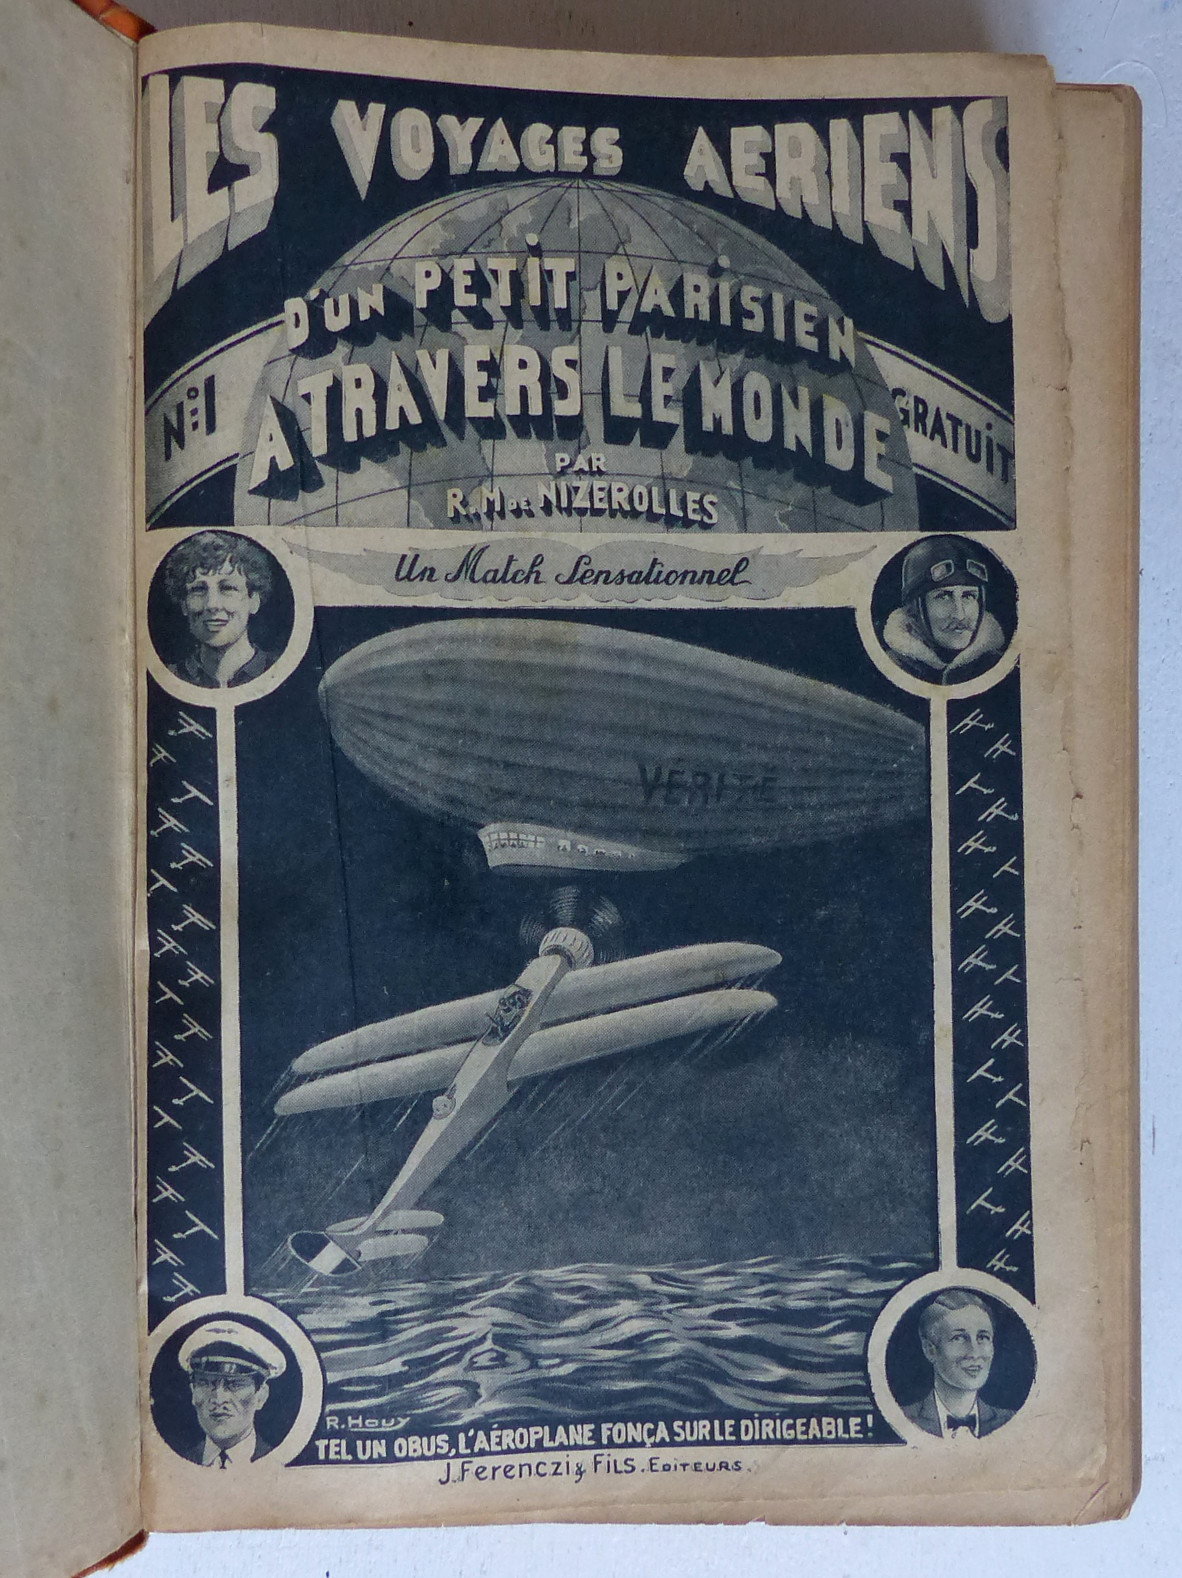 LES VOYAGES AERIENS
D'UN PETIT PARISIEN
A TRAVERS LE MONDE
PAR
R. M DE NIZEROLLES
No 1
GRATUIT
Un Match Sensationnel
VÉRITÉ
R. HOUY
TEL UN OBUS, L'AÉROPLANE FONÇA SUR LE DIRIGEABLE!
J. Ferenczi & FILS. EDITEURS.